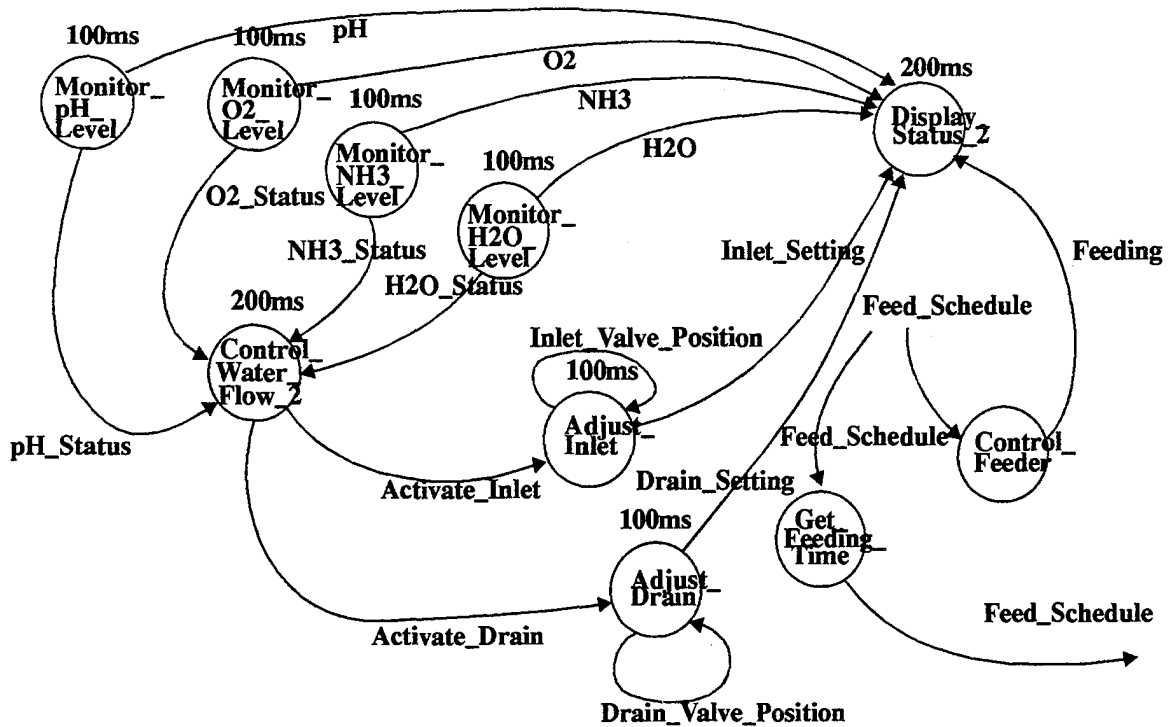 100ms
Monitor_
pH_
Level
100ms
Monitor_
O2_
Level
100ms
Monitor_
NH3_
Level_
100ms
Monitor_
H2O_
Level_
pH
O2
NH3
H2O
200ms
Display_
Status_2
O2_Status
NH3_Status
H2O_Status
pH_Status
200ms
Control_
Water_
Flow_2
Inlet_Setting
Feeding
Feed_Schedule
Inlet_Valve_Position
100ms
Adjust_
Inlet
Activate_Inlet
Feed_Schedule
Control_
Feeder
Drain_Setting
100ms
Adjust_
Drain
Get_
Feeding_
Time
Activate_Drain
Feed_Schedule
Drain_Valve_Position